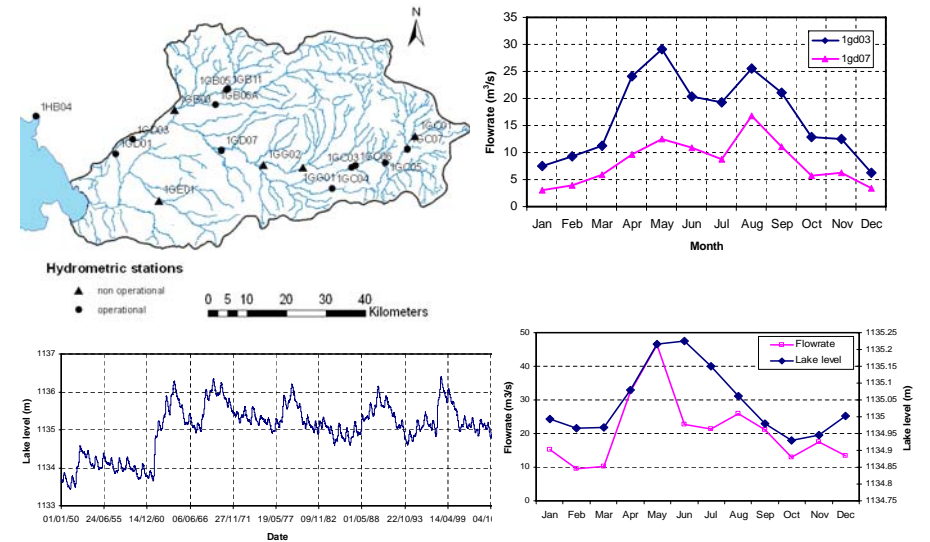 N
1HB04
1GB05
1GB11
1GB03
1GB06A
1GD03
1GD01
1GD07
1GG02
1GC03
1GC06
1GC07
1GG01
1GC04
1GC05
1GE01
Hydrometric stations
non operational
operational
0 5 10 20 30 40
Kilometers
Flowrate (m³/s)
35
30
25
20
15
10
5
0
1gd03
1gd07
Jan Feb Mar Apr May Jun Jul Aug Sep Oct Nov Dec
Month
Lake level (m)
1137
1136
1135
1134
1133
01/01/50 24/06/55 14/12/60 06/06/66 27/11/71 19/05/77 09/11/82 01/05/88 22/10/93 14/04/99 04/1
Date
Flowrate (m3/s)
50
40
30
20
10
0
Flowrate
Lake level
1135.25
1135.2
1135.15
1135.1
1135.05
1135
1134.95
1134.9
1134.85
1134.8
1134.75
Lake level (m)
Jan Feb Mar Apr May Jun Jul Aug Sep Oct Nov Dec